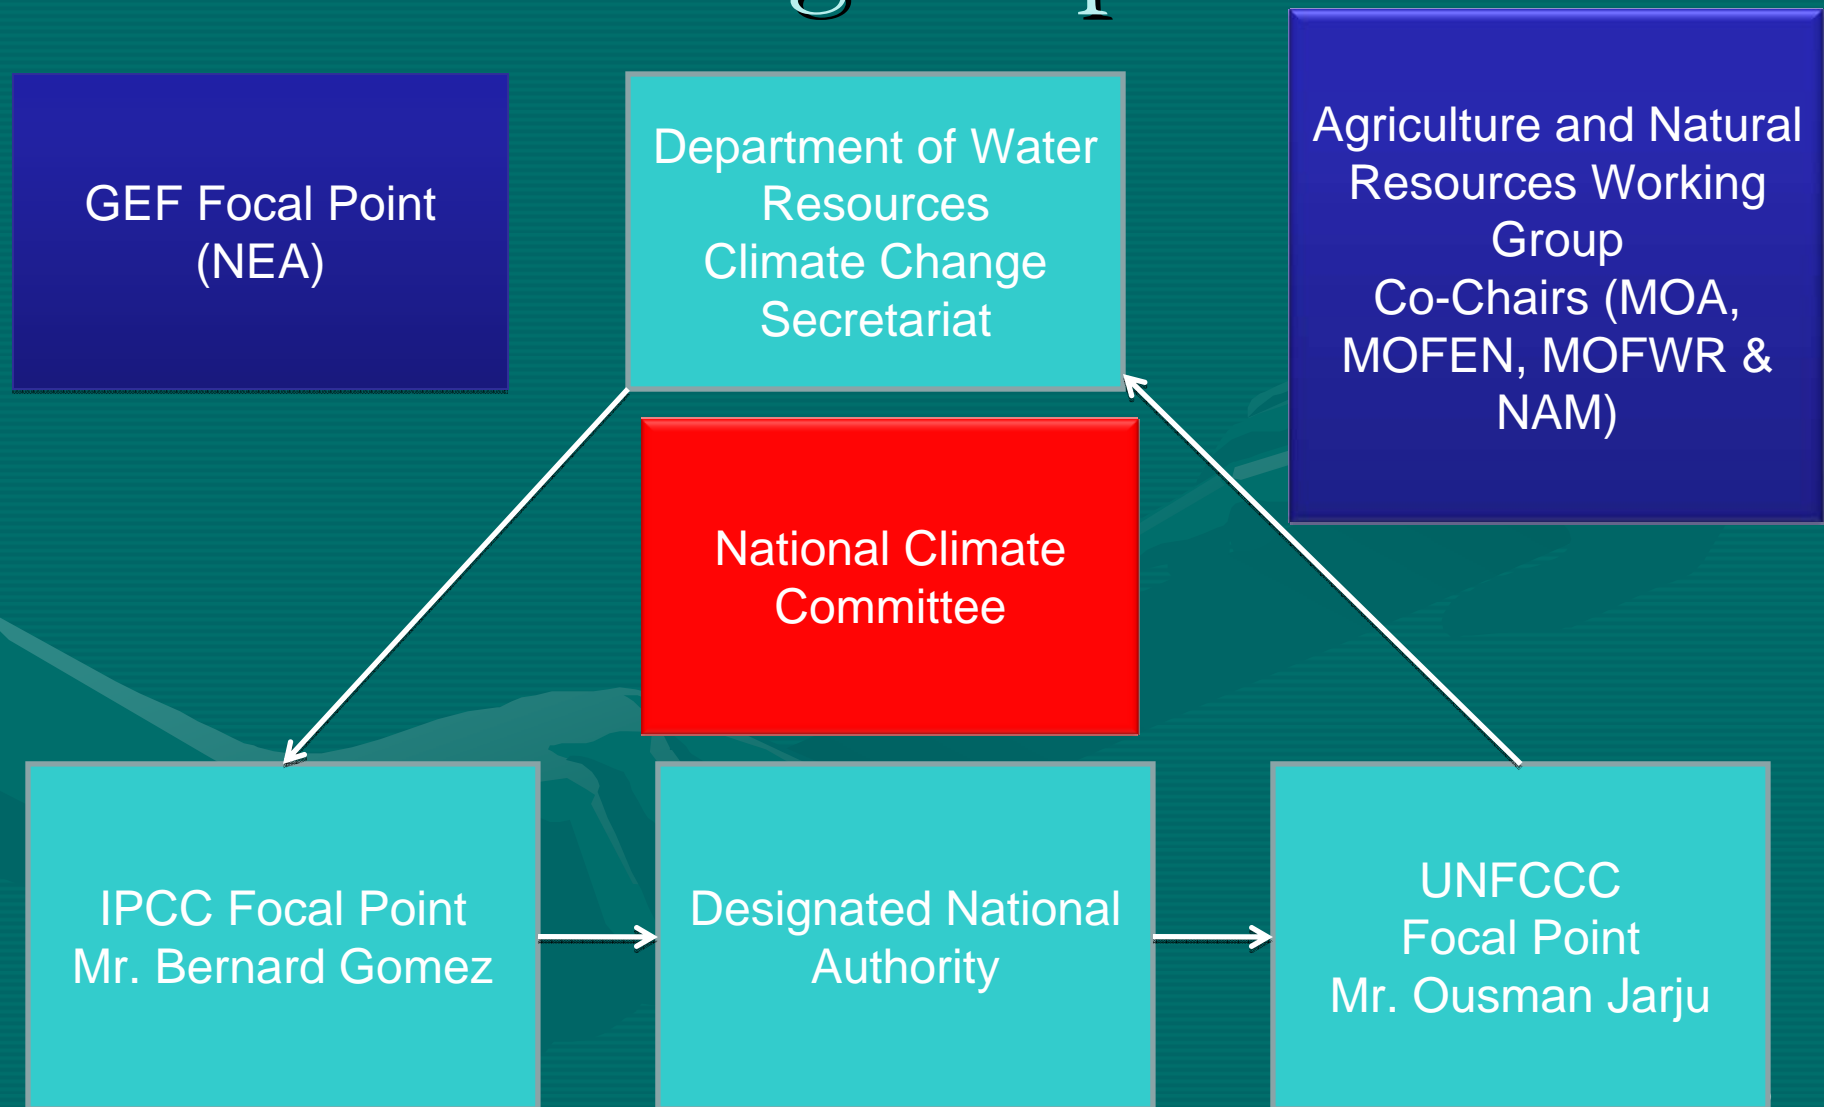 GEF Focal Point
(NEA)
Department of Water
Resources
Climate Change
Secretariat
Agriculture and Natural
Resources Working
Group
Co-Chairs (MOA,
MOFEN, MOFWR &
NAM)
National Climate
Committee
IPCC Focal Point
Mr. Bernard Gomez
Designated National
Authority
UNFCCC
Focal Point
Mr. Ousman Jarju